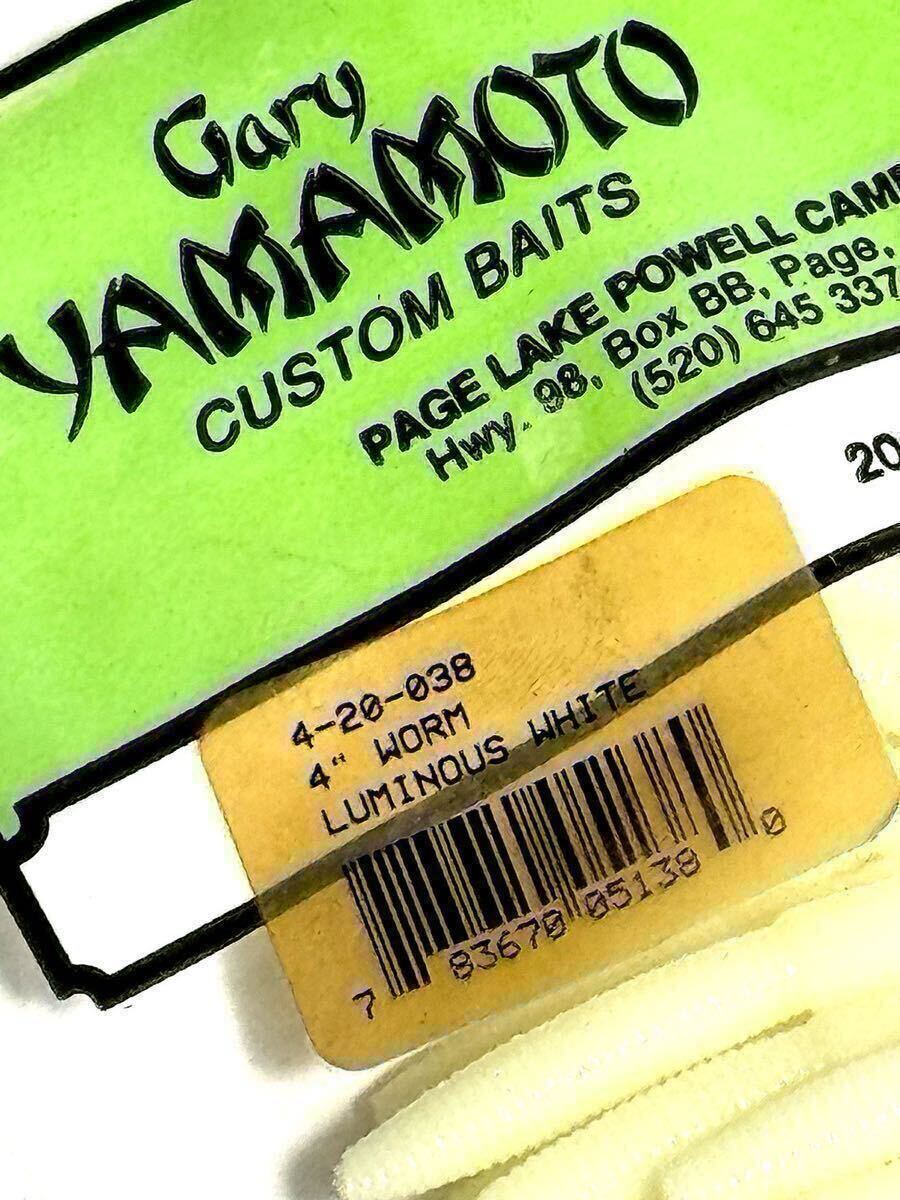 Gary
YAMAMOTO
CUSTOM BAITS
PAGE LAKE POWELL CAMP
Hwy. 98, Box BB, Page,
(520) 645 337
20
4-20-038
4" WORM
LUMINOUS WHITE
7 83670 05138 0